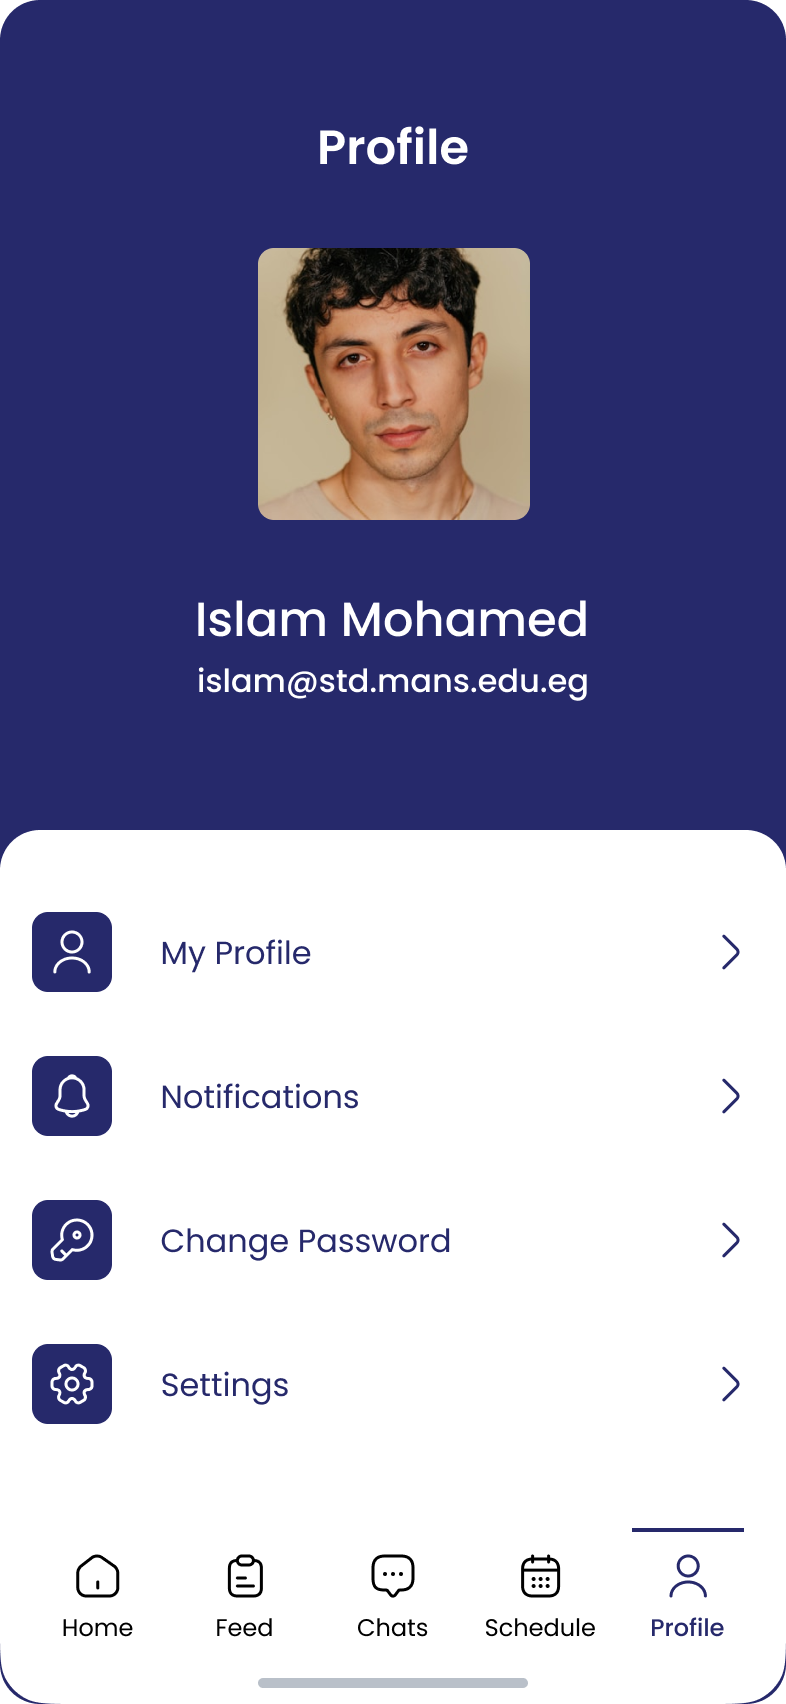 Profile
Islam Mohamed
islam@std.mans.edu.eg
My Profile
Notifications
Change Password
Settings
Home
Feed
Chats
Schedule
Profile